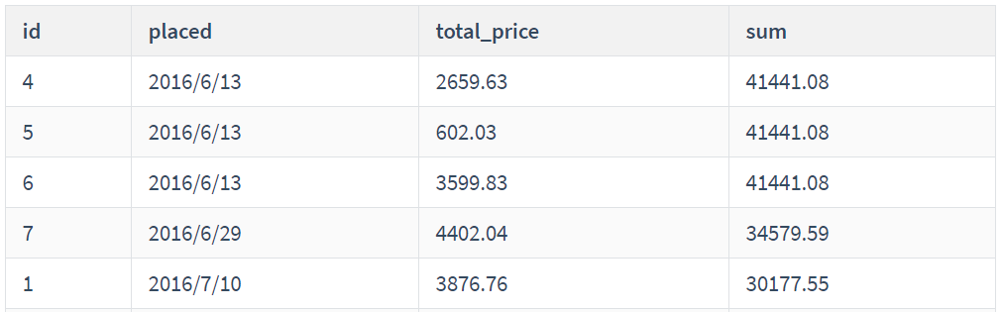 id placed total_price sum
4 2016/6/13 2659.63 41441.08
5 2016/6/13 602.03 41441.08
6 2016/6/13 3599.83 41441.08
7 2016/6/29 4402.04 34579.59
1 2016/7/10 3876.76 30177.55